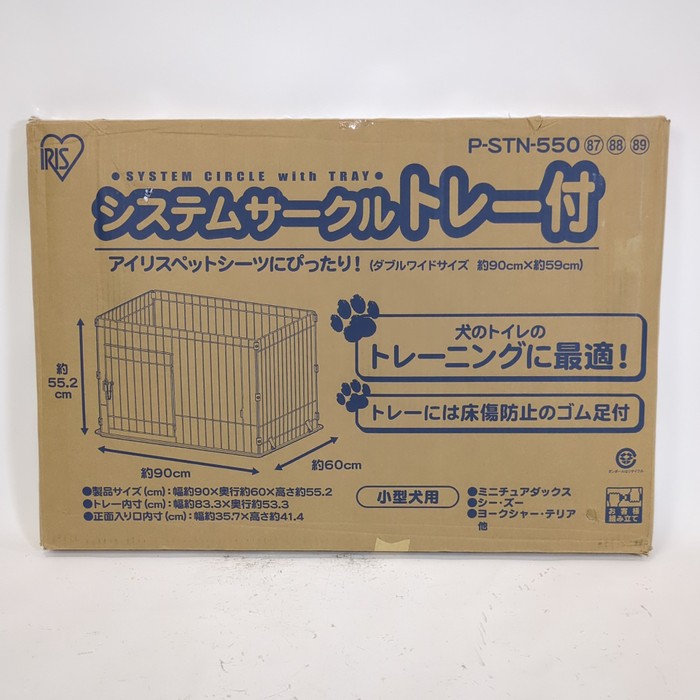 IRIS
P-STN-550 87 88 89
• SYSTEM CIRCLE with TRAY •
システムサークルトレー付
アイリスペットシーツにぴったり! (ダブルワイドサイズ 約90cm×約59cm)
犬のトイレの
トレーニングに最適!
トレーには床傷防止のゴム足付
約
55.2
cm
約90cm
約60cm
●製品サイズ(cm):幅約90×奥行約60×高さ約55.2
●トレー内寸(cm):幅約83.3×奥行約53.3
●正面入り口内寸(cm):幅約35.7×高さ約41.4
小型犬用
●ミニチュアダックス
●シー・ズー
●ヨークシャー・テリア
他
お客様
組み立て